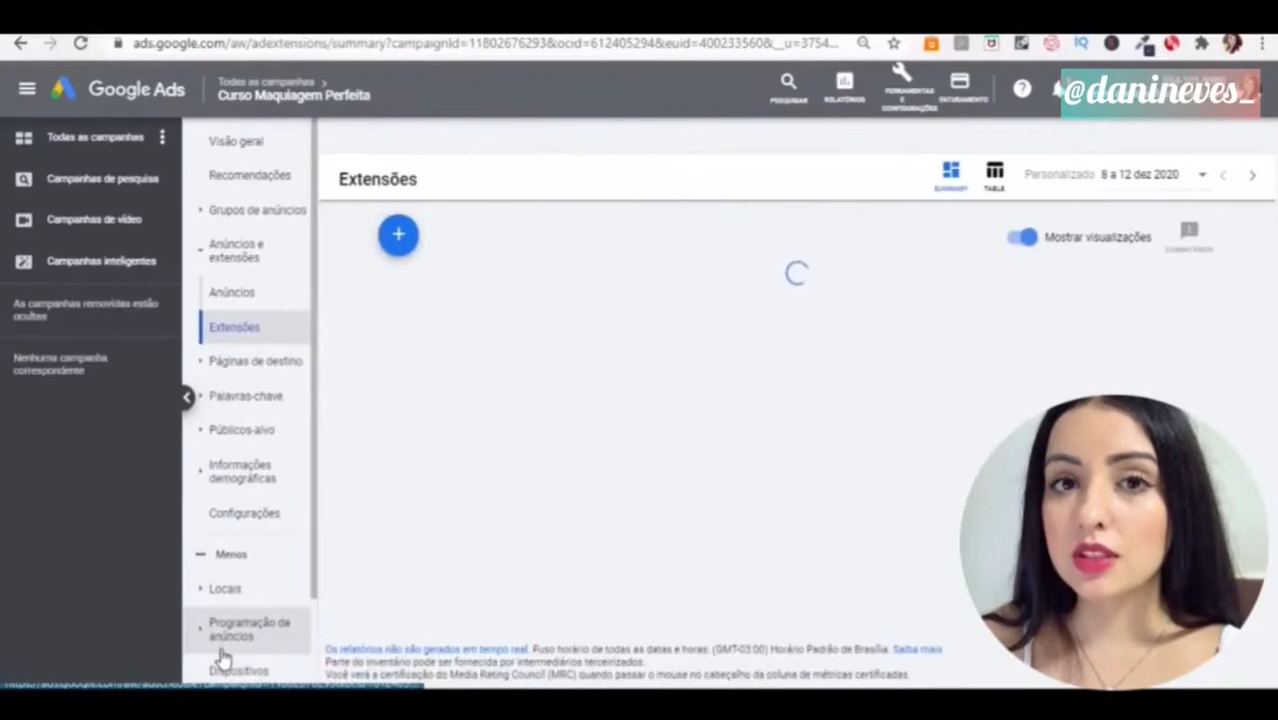 ads.google.com/aw/adextensions/summary?campaignId=11802676293&ocid=612405294&euid=400233560&__u=3754...
Google Ads
Todas as campanhas
Curso Maquiagem Perfeita
PESQUISAR
RELATÓRIOS
FERRAMENTAS E CONFIGURAÇÕES
FATURAMENTO
@danineves_
Todas as campanhas
Campanhas de pesquisa
Campanhas de vídeo
Campanhas inteligentes
As campanhas removidas estão
ocultas
Nenhuma campanha
correspondente
Visão geral
Recomendações
Grupos de anúncios
Anúncios e
extensões
Anúncios
Extensões
Páginas de destino
Palavras-chave
Públicos-alvo
Informações
demográficas
Configurações
Menos
Locais
Programação de
anúncios
Dispositivos
Extensões
SUMMARY
TABLE
Personalizado 8 a 12 dez 2020
Mostrar visualizações
Os relatórios não são gerados em tempo real. Fuso horário de todas as datas e horas: (GMT-03:00) Horário Padrão de Brasília. Saiba mais
Parte do inventário pode ser fornecida por intermediários terceirizados.
Você verá a certificação do Media Rating Council (MRC) quando passar o mouse no cabeçalho da coluna de métricas certificadas.